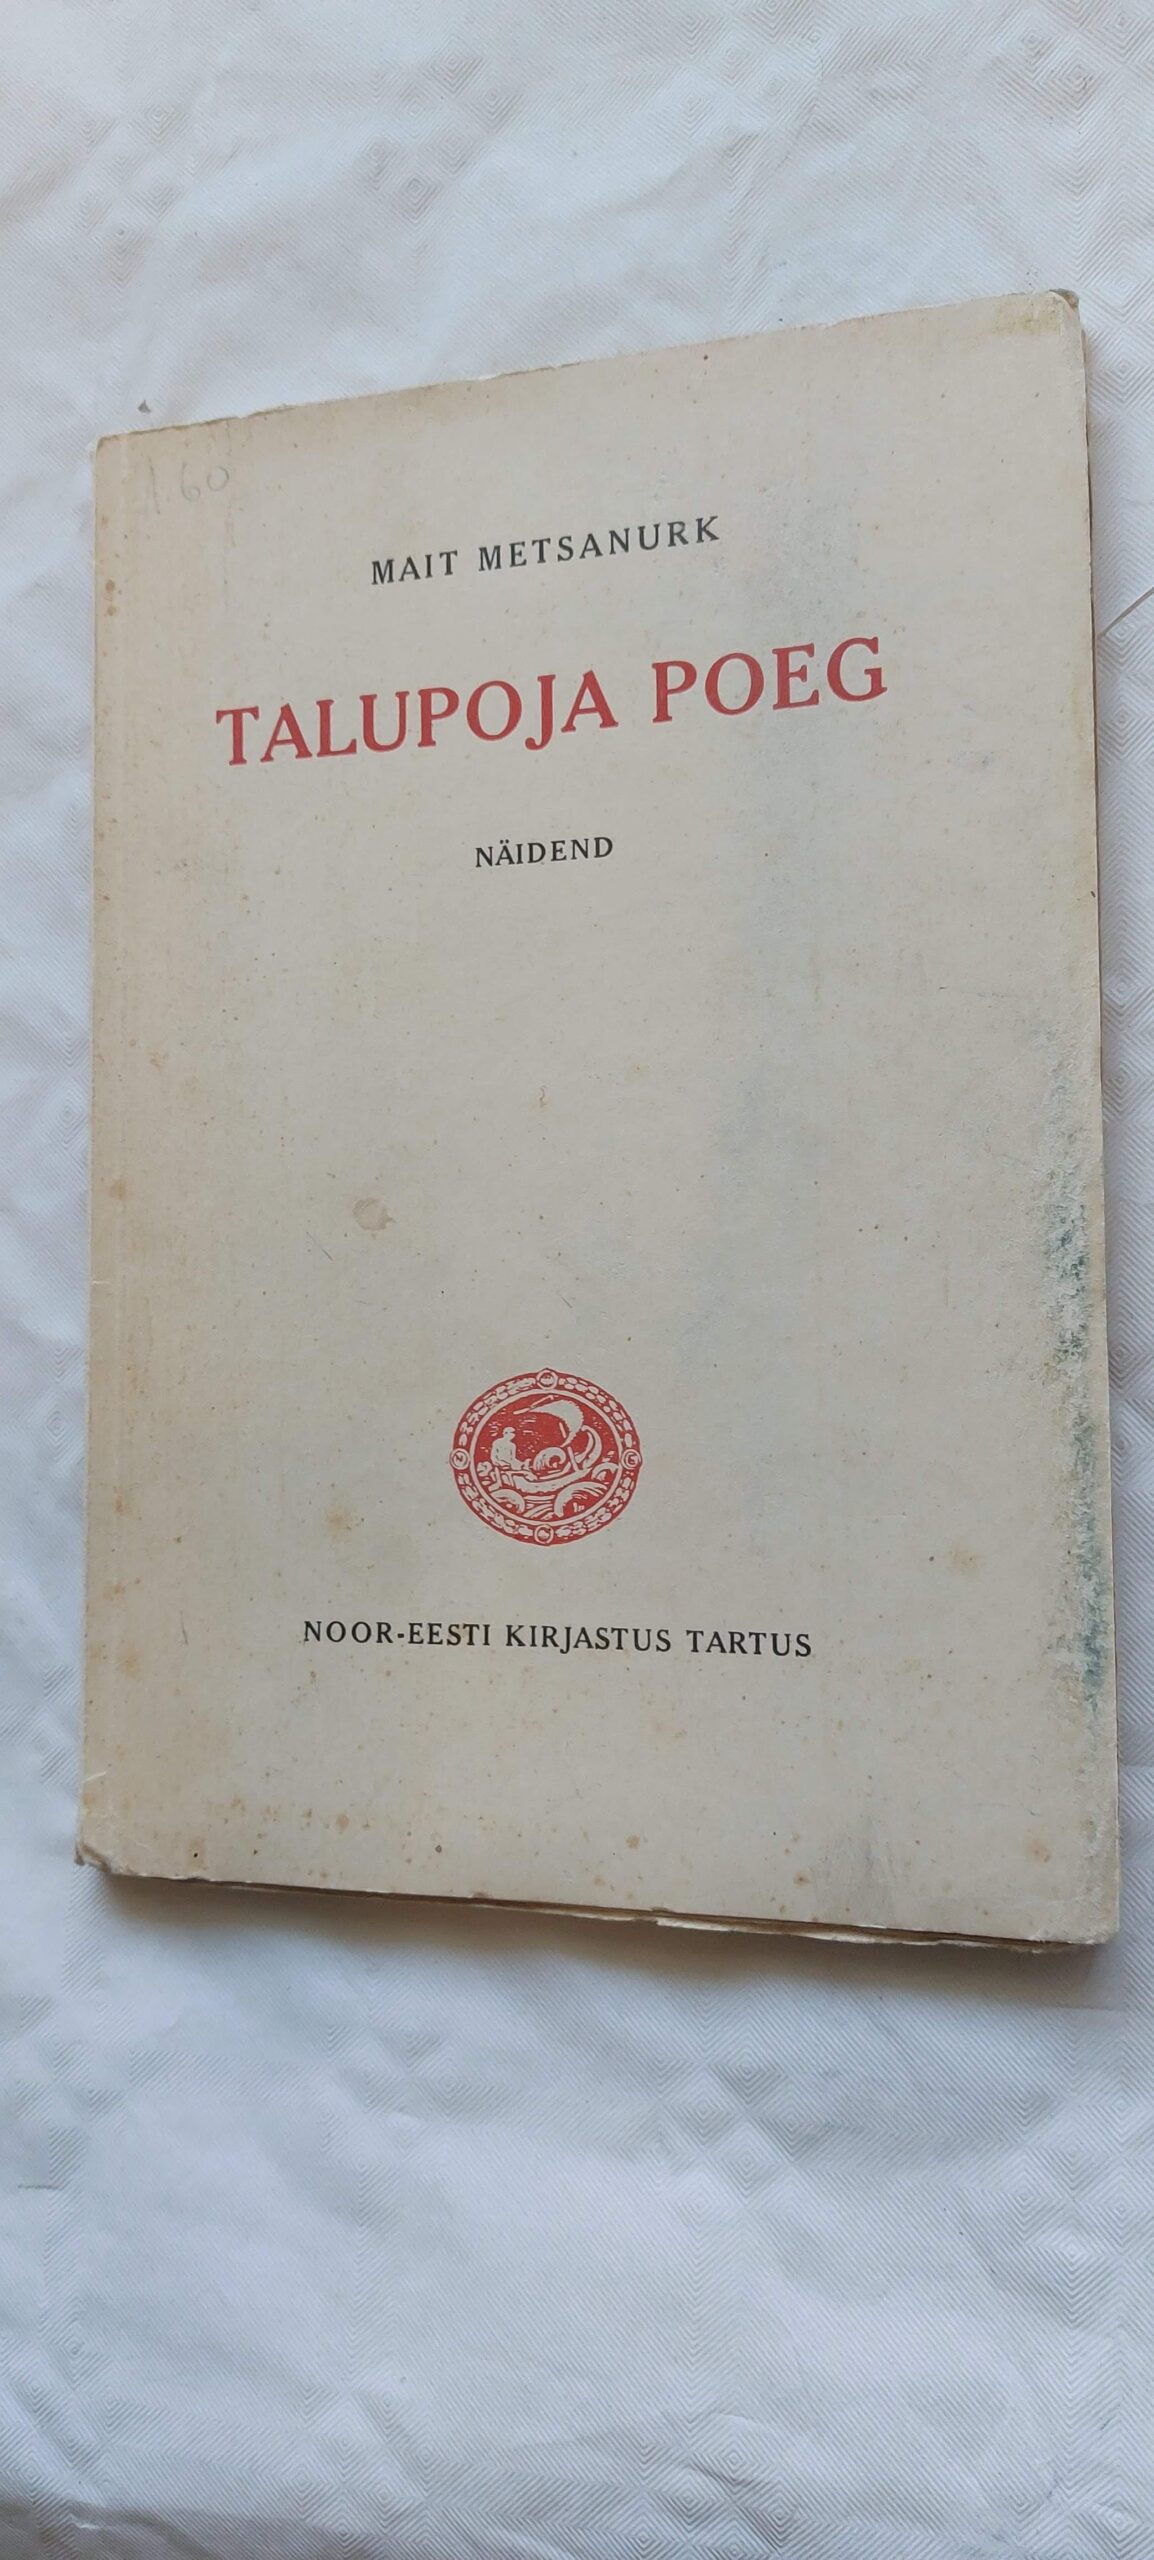 1.60
MAIT METSANURK
TALUPOJA POEG
NÄIDEND
NOOR-EESTI KIRJASTUS TARTUS